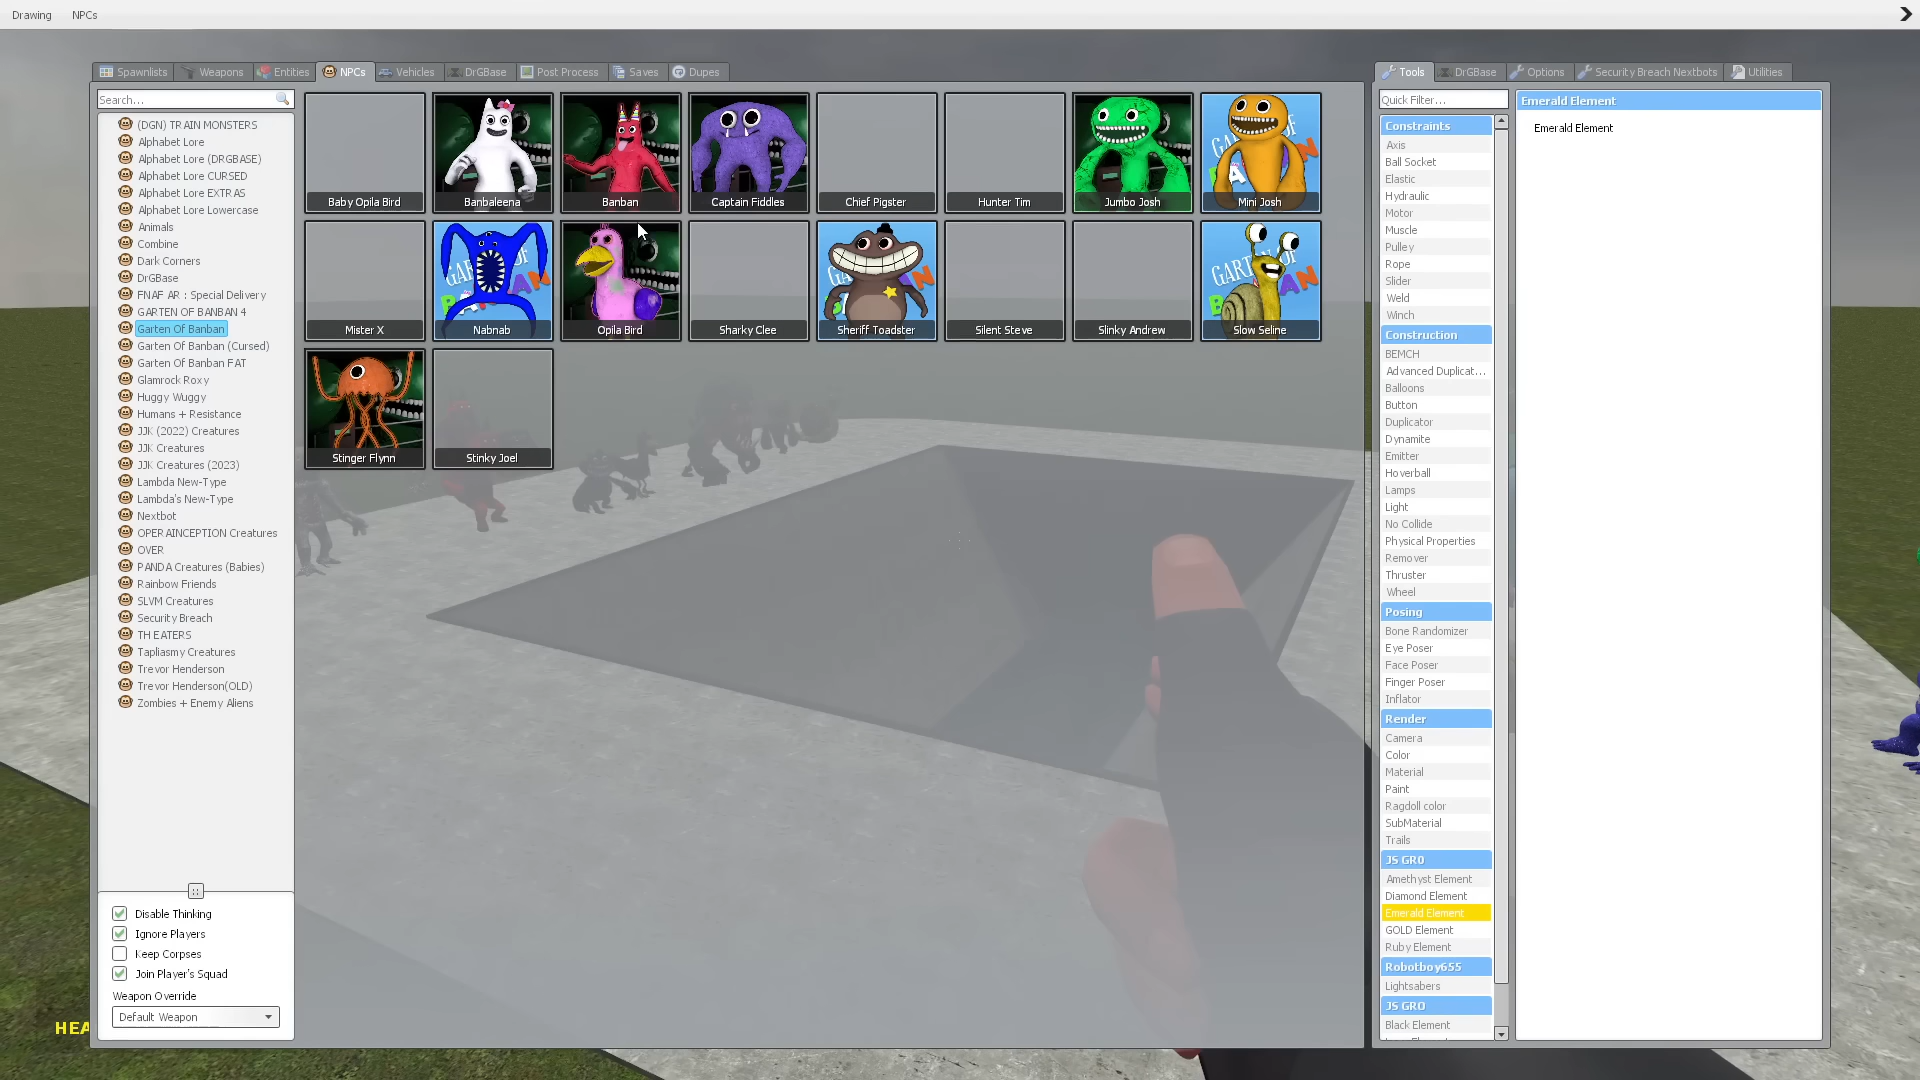 Drawing NPCs
Spawnlists Weapons Entities NPCs Vehicles DrGBase Post Process Saves Dupes
Tools DrGBase Options Security Breach Nextbots Utilities
Search...
(DGN) TRAIN MONSTERS
Alphabet Lore
Alphabet Lore (DRGBASE)
Alphabet Lore CURSED
Alphabet Lore EXTRAS
Alphabet Lore Lowercase
Animals
Combine
Dark Corners
DrGBase
FNAF AR : Special Delivery
GARTEN OF BANBAN 4
Garten Of Banban
Garten Of Banban (Cursed)
Garten Of Banban FAT
Glamrock Roxy
Huggy Wuggy
Humans + Resistance
JJK (2022) Creatures
JJK Creatures
JJK Creatures (2023)
Lambda New-Type
Lambda's New-Type
Nextbot
OPERAINCEPTION Creatures
OVER
PANDA Creatures (Babies)
Rainbow Friends
SLVM Creatures
Security Breach
TH EATERS
Tapliasmy Creatures
Trevor Henderson
Trevor Henderson(OLD)
Zombies + Enemy Aliens
Disable Thinking
Ignore Players
Keep Corpses
Join Player's Squad
Weapon Override
Default Weapon
HEA
Baby Opila Bird Banbaleena Banban Captain Fiddles Chief Pigster Hunter Tim Jumbo Josh Mini Josh
Mister X Nabnab Opila Bird Sharky Clee Sheriff Toadster Silent Steve Slinky Andrew Slow Seline
Stinger Flynn Stinky Joel
Quick Filter...
Constraints
Axis
Ball Socket
Elastic
Hydraulic
Motor
Muscle
Pulley
Rope
Slider
Weld
Winch
Construction
BEMCH
Advanced Duplicat...
Balloons
Button
Duplicator
Dynamite
Emitter
Hoverball
Lamps
Light
No Collide
Physical Properties
Remover
Thruster
Wheel
Posing
Bone Randomizer
Eye Poser
Face Poser
Finger Poser
Inflator
Render
Camera
Color
Material
Paint
Ragdoll color
SubMaterial
Trails
JS GRO
Amethyst Element
Diamond Element
Emerald Element
GOLD Element
Ruby Element
Robotboy655
Lightsabers
JS GRO
Black Element
Emerald Element
Emerald Element